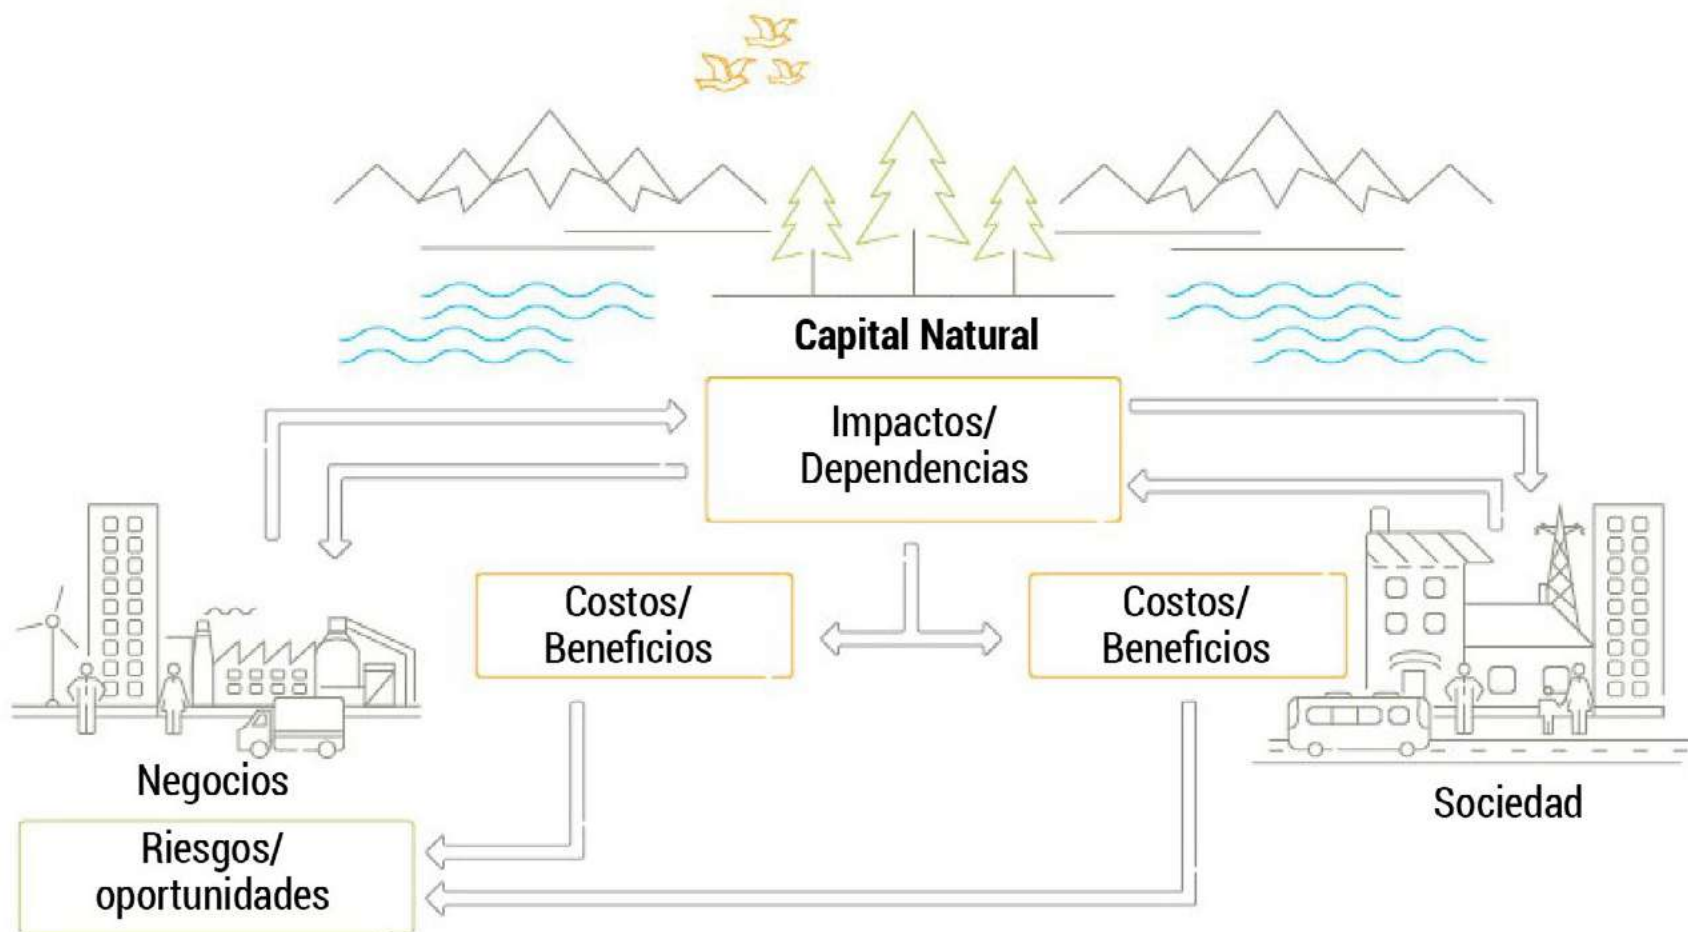 Capital Natural
Impactos/
Dependencias
Costos/
Beneficios
Costos/
Beneficios
Negocios
Sociedad
Riesgos/
oportunidades